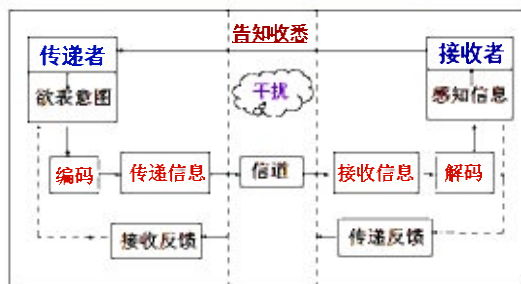 告知收悉
传递者
接收者
欲表意图
干扰
感知信息
编码
传递信息
信道
接收信息
解码
接收反馈
传递反馈